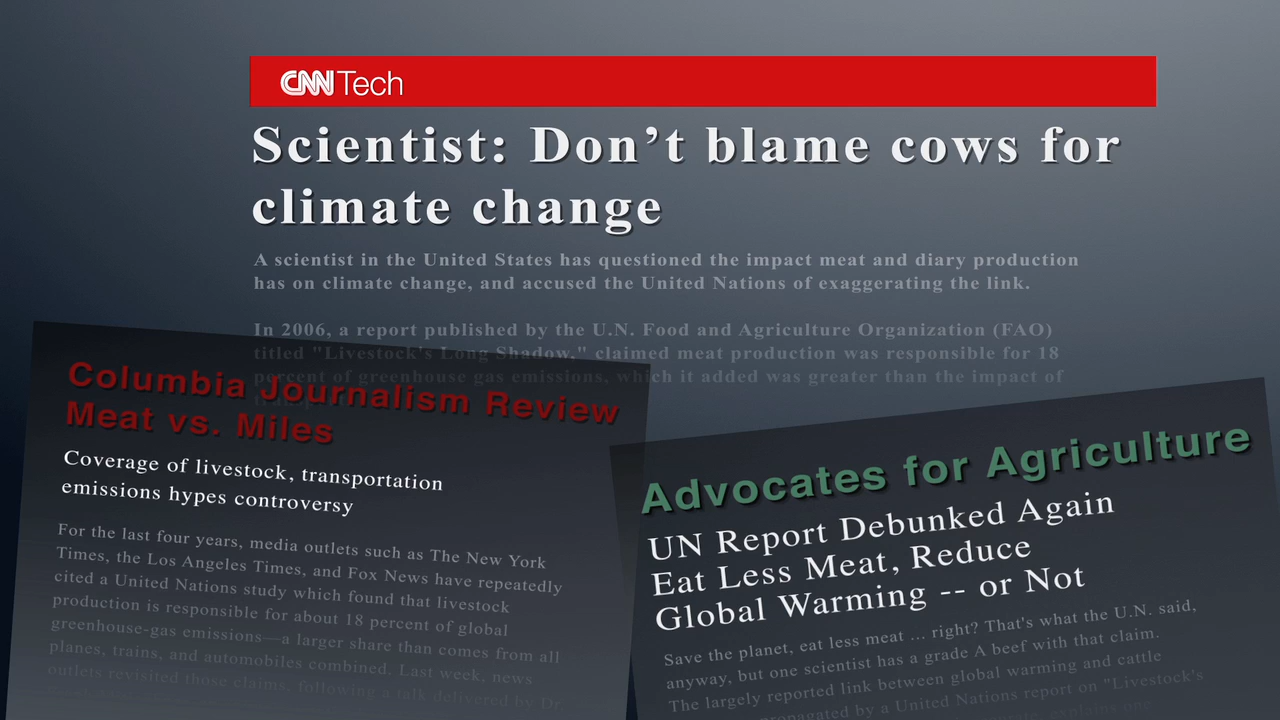 CNN Tech
Scientist: Don’t blame cows for
climate change
A scientist in the United States has questioned the impact meat and diary production
has on climate change, and accused the United Nations of exaggerating the link.
In 2006, a report published by the U.N. Food and Agriculture Organization (FAO)
titled "Livestock's Long Shadow," claimed meat production was responsible for 18
percent of greenhouse gas emissions, which it added was greater than the impact of
Columbia Journalism Review
Meat vs. Miles
Coverage of livestock, transportation
emissions hypes controversy
For the last four years, media outlets such as The New York
Times, the Los Angeles Times, and Fox News have repeatedly
cited a United Nations study which found that livestock
production is responsible for about 18 percent of global
greenhouse-gas emissions—a larger share than comes from all
planes, trains, and automobiles combined. Last week, news
outlets revisited those claims, following a talk delivered by Dr.
Advocates for Agriculture
UN Report Debunked Again
Eat Less Meat, Reduce
Global Warming -- or Not
Save the planet, eat less meat ... right? That's what the U.N. said,
anyway, but one scientist has a grade A beef with that claim.
The largely reported link between global warming and cattle
propagated by a United Nations report on "Livestock's
explains one